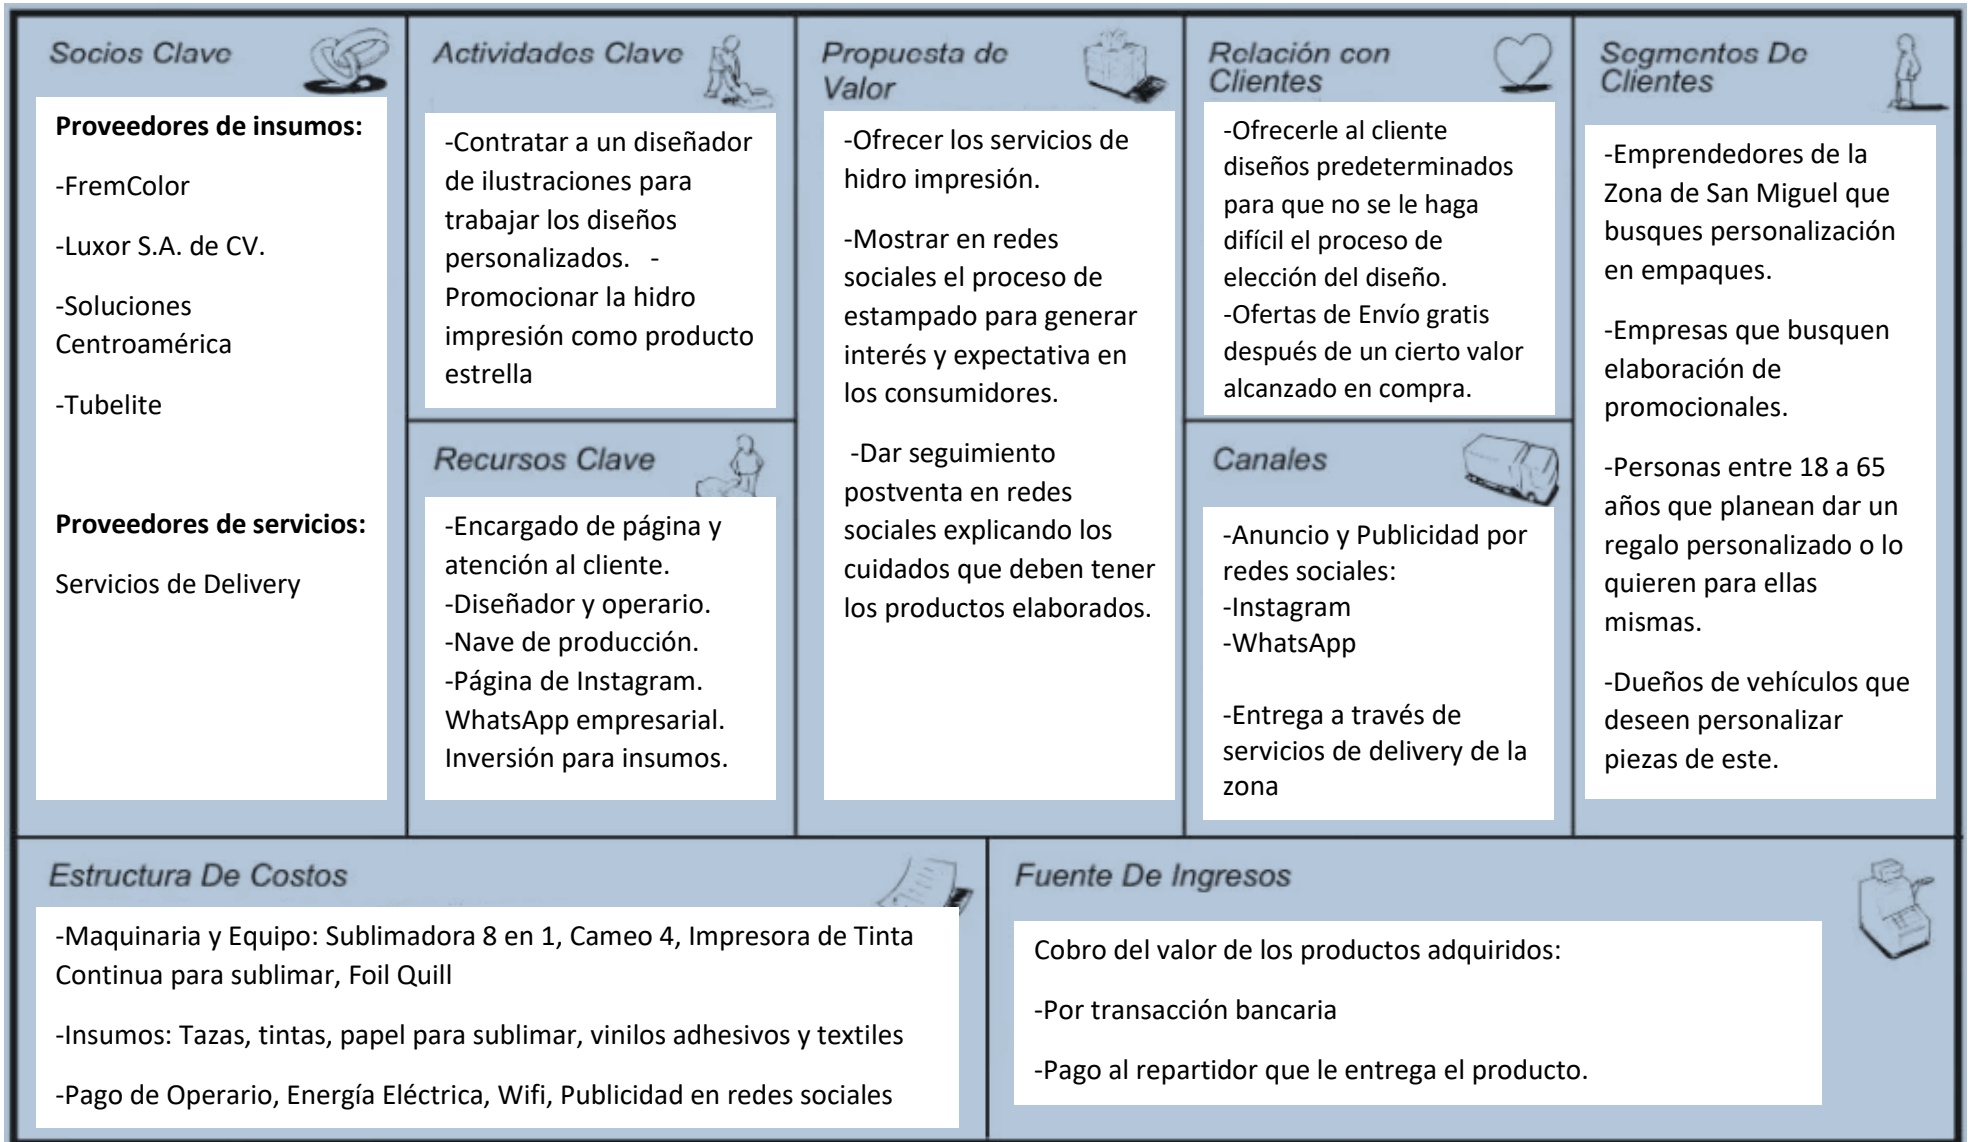 Socios Clave
Proveedores de insumos:
-FremColor
-Luxor S.A. de CV.
-Soluciones
Centroamérica
-Tubelite
Proveedores de servicios:
Servicios de Delivery
Actividades Clave
-Contratar a un diseñador
de ilustraciones para
trabajar los diseños
personalizados.   -
Promocionar la hidro
impresión como producto
estrella
Recursos Clave
-Encargado de página y
atención al cliente.
-Diseñador y operario.
-Nave de producción.
-Página de Instagram.
WhatsApp empresarial.
Inversión para insumos.
Propuesta de
Valor
-Ofrecer los servicios de
hidro impresión.
-Mostrar en redes
sociales el proceso de
estampado para generar
interés y expectativa en
los consumidores.
-Dar seguimiento
postventa en redes
sociales explicando los
cuidados que deben tener
los productos elaborados.
Relación con
Clientes
-Ofrecerle al cliente
diseños predeterminados
para que no se le haga
difícil el proceso de
elección del diseño.
-Ofertas de Envío gratis
después de un cierto valor
alcanzado en compra.
Canales
-Anuncio y Publicidad por
redes sociales:
-Instagram
-WhatsApp
-Entrega a través de
servicios de delivery de la
zona
Segmentos De
Clientes
-Emprendedores de la
Zona de San Miguel que
busques personalización
en empaques.
-Empresas que busquen
elaboración de
promocionales.
-Personas entre 18 a 65
años que planean dar un
regalo personalizado o lo
quieren para ellas
mismas.
-Dueños de vehículos que
deseen personalizar
piezas de este.
Estructura De Costos
-Maquinaria y Equipo: Sublimadora 8 en 1, Cameo 4, Impresora de Tinta
Continua para sublimar, Foil Quill
-Insumos: Tazas, tintas, papel para sublimar, vinilos adhesivos y textiles
-Pago de Operario, Energía Eléctrica, Wifi, Publicidad en redes sociales
Fuente De Ingresos
Cobro del valor de los productos adquiridos:
-Por transacción bancaria
-Pago al repartidor que le entrega el producto.